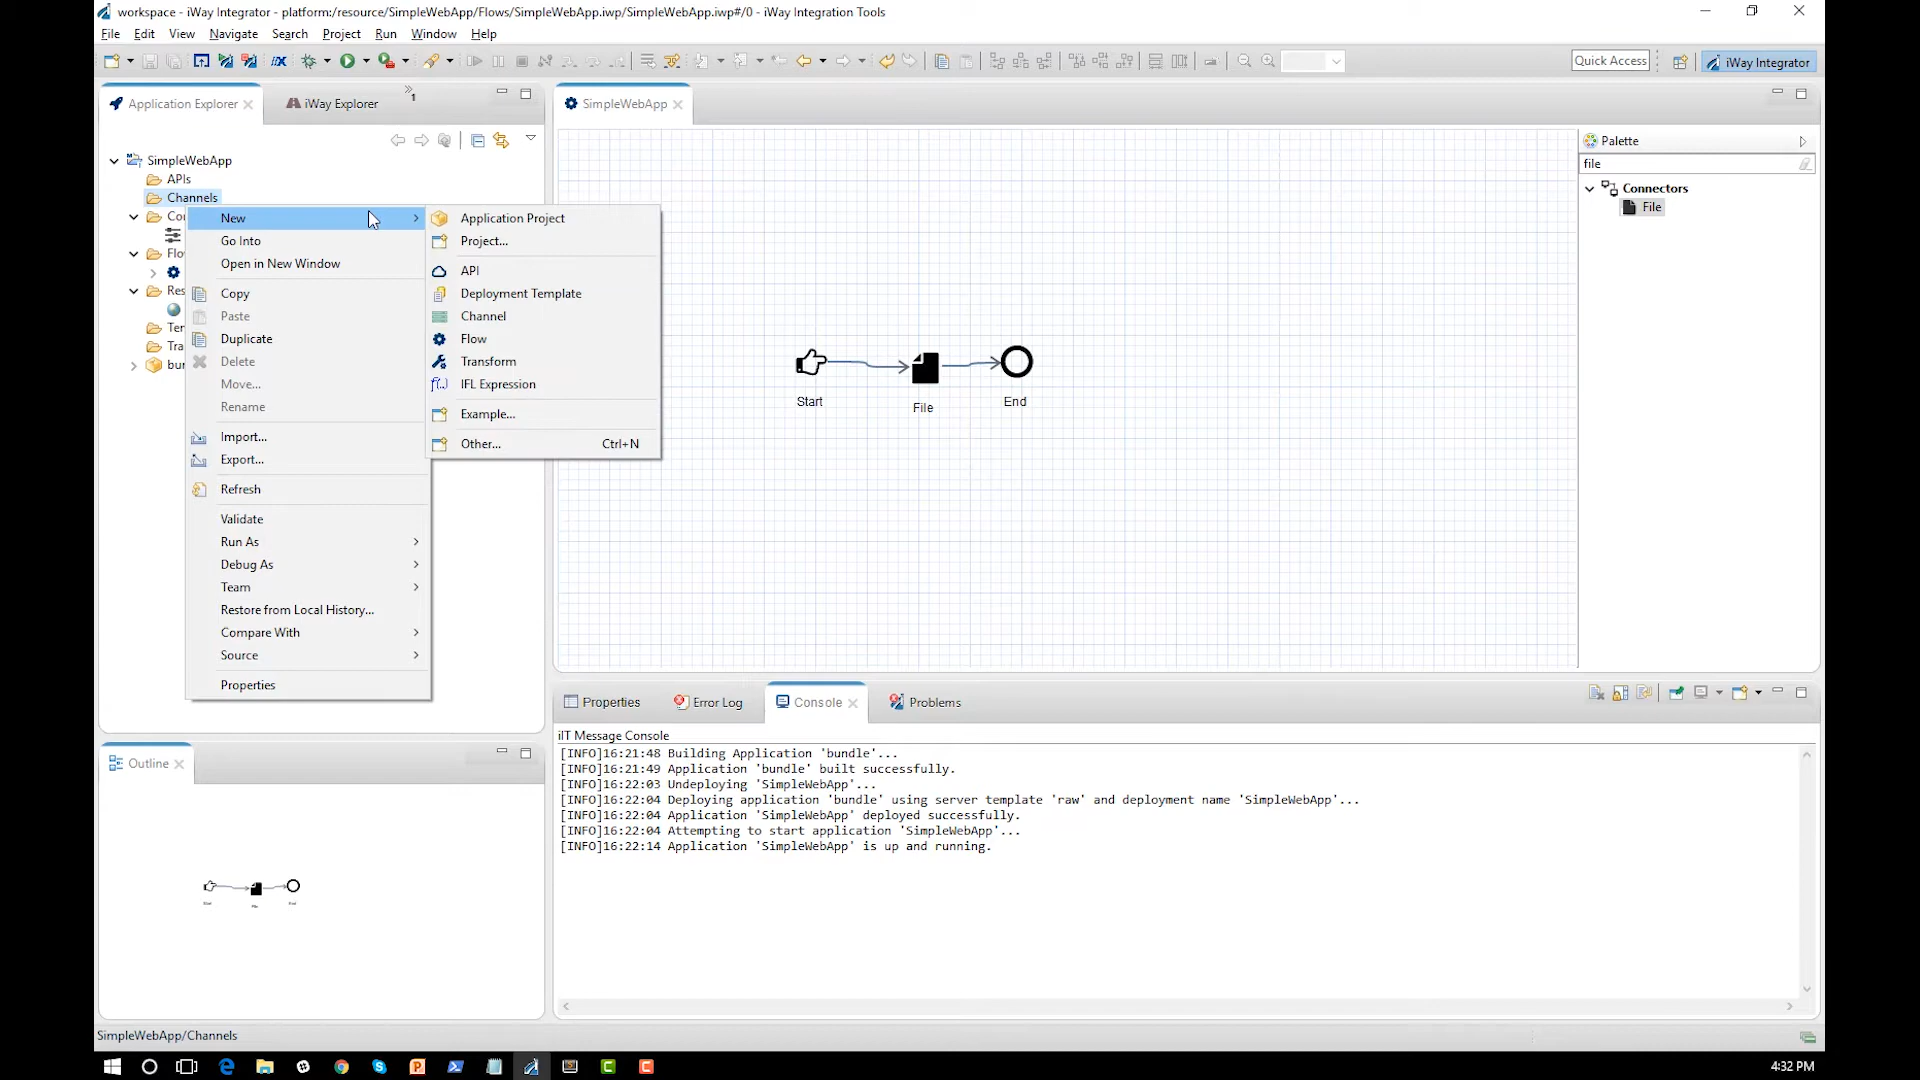 workspace - iWay Integrator - platform:/resource/SimpleWebApp/Flows/SimpleWebApp.iwp/SimpleWebApp.iwp#/0 - iWay Integration Tools
File Edit View Navigate Search Project Run Window Help
Quick Access
iWay Integrator
Application Explorer
iWay Explorer
1
SimpleWebApp
Palette
file
Connectors
File
SimpleWebApp
APIs
Channels
New
Go Into
Open in New Window
Copy
Paste
Duplicate
Delete
Move...
Rename
Import...
Export...
Refresh
Validate
Run As
Debug As
Team
Restore from Local History...
Compare With
Source
Properties
Application Project
Project...
API
Deployment Template
Channel
Flow
Transform
IFL Expression
Example...
Other... Ctrl+N
Start
File
End
Properties
Error Log
Console
Problems
iIT Message Console
[INFO]16:21:48 Building Application 'bundle'...
[INFO]16:21:49 Application 'bundle' built successfully.
[INFO]16:22:03 Undeploying 'SimpleWebApp'...
[INFO]16:22:04 Deploying application 'bundle' using server template 'raw' and deployment name 'SimpleWebApp'...
[INFO]16:22:04 Application 'SimpleWebApp' deployed successfully.
[INFO]16:22:04 Attempting to start application 'SimpleWebApp'...
[INFO]16:22:14 Application 'SimpleWebApp' is up and running.
Outline
Start
File
End
SimpleWebApp/Channels
4:32 PM